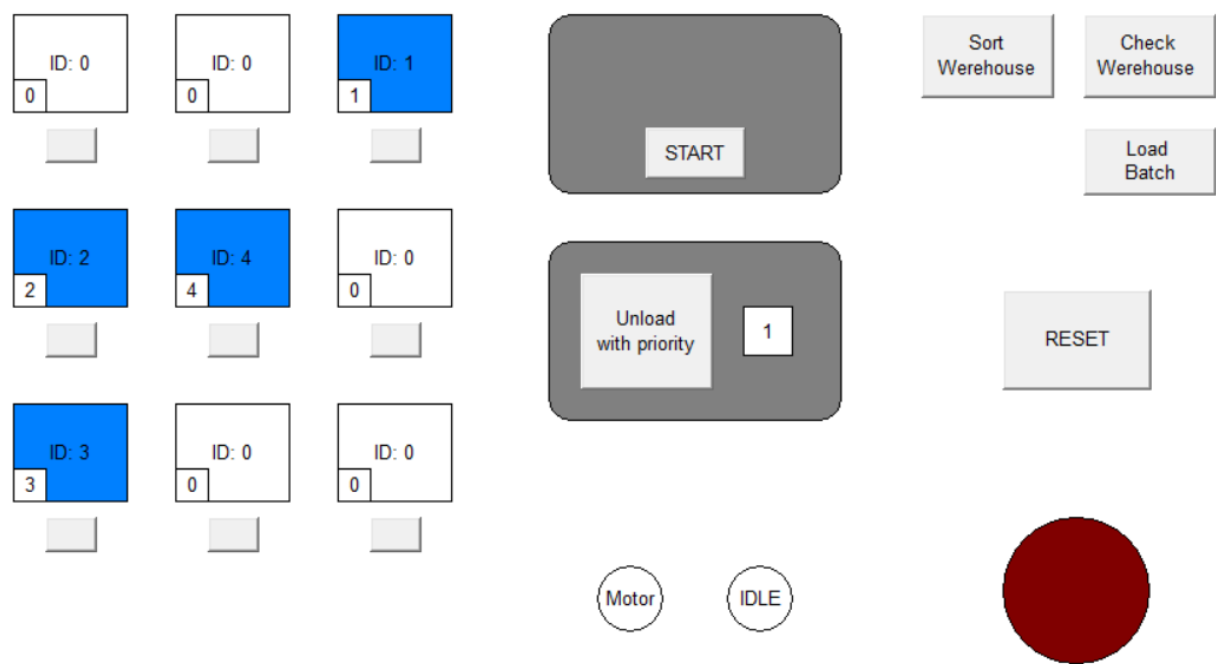 ID: 0
0
ID: 0
0
ID: 1
1
START
Sort
Werehouse
Check
Werehouse
Load
Batch
ID: 2
2
ID: 4
4
ID: 0
0
Unload
with priority
1
RESET
ID: 3
3
ID: 0
0
ID: 0
0
Motor
IDLE